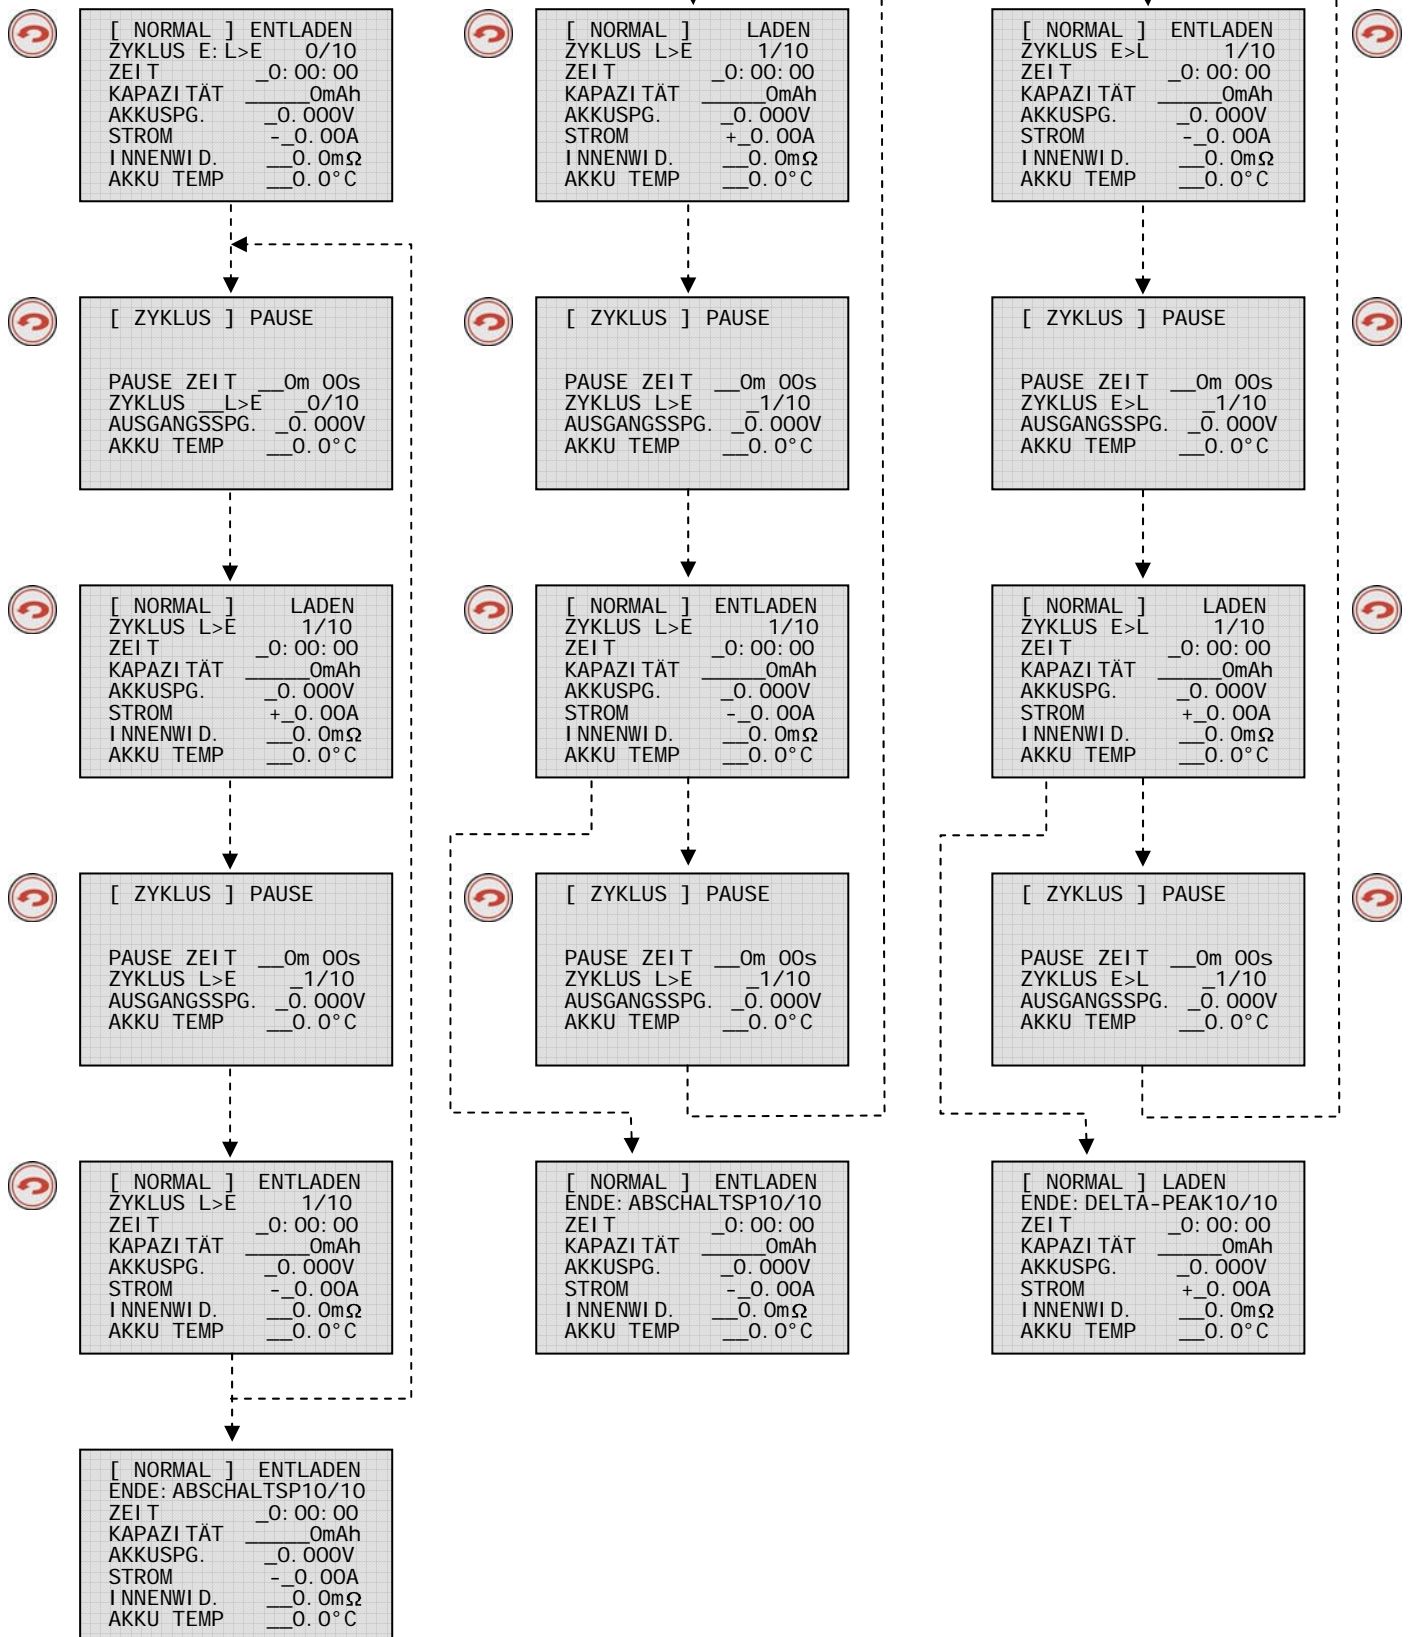 [ NORMAL ] ENTLADEN
ZYKLUS E:L>E 0/10
ZEIT _0:00:00
KAPAZITÄT _____0mAh
AKKUSPG. _0.000V
STROM -_0.00A
INNENWID. __0.0mΩ
AKKU TEMP __0.0°C
[ ZYKLUS ] PAUSE
PAUSE ZEIT __0m 00s
ZYKLUS __L>E _0/10
AUSGANGSSPG. _0.000V
AKKU TEMP __0.0°C
[ NORMAL ] LADEN
ZYKLUS L>E 1/10
ZEIT _0:00:00
KAPAZITÄT _____0mAh
AKKUSPG. _0.000V
STROM +_0.00A
INNENWID. __0.0mΩ
AKKU TEMP __0.0°C
[ ZYKLUS ] PAUSE
PAUSE ZEIT __0m 00s
ZYKLUS L>E _1/10
AUSGANGSSPG. _0.000V
AKKU TEMP __0.0°C
[ NORMAL ] ENTLADEN
ZYKLUS L>E 1/10
ZEIT _0:00:00
KAPAZITÄT _____0mAh
AKKUSPG. _0.000V
STROM -_0.00A
INNENWID. __0.0mΩ
AKKU TEMP __0.0°C
[ NORMAL ] ENTLADEN
ENDE:ABSCHALTSP10/10
ZEIT _0:00:00
KAPAZITÄT _____0mAh
AKKUSPG. _0.000V
STROM -_0.00A
INNENWID. __0.0mΩ
AKKU TEMP __0.0°C
[ NORMAL ] LADEN
ZYKLUS L>E 1/10
ZEIT _0:00:00
KAPAZITÄT _____0mAh
AKKUSPG. _0.000V
STROM +_0.00A
INNENWID. __0.0mΩ
AKKU TEMP __0.0°C
[ ZYKLUS ] PAUSE
PAUSE ZEIT __0m 00s
ZYKLUS L>E _1/10
AUSGANGSSPG. _0.000V
AKKU TEMP __0.0°C
[ NORMAL ] ENTLADEN
ZYKLUS L>E 1/10
ZEIT _0:00:00
KAPAZITÄT _____0mAh
AKKUSPG. _0.000V
STROM -_0.00A
INNENWID. __0.0mΩ
AKKU TEMP __0.0°C
[ ZYKLUS ] PAUSE
PAUSE ZEIT __0m 00s
ZYKLUS L>E _1/10
AUSGANGSSPG. _0.000V
AKKU TEMP __0.0°C
[ NORMAL ] ENTLADEN
ENDE:ABSCHALTSP10/10
ZEIT _0:00:00
KAPAZITÄT _____0mAh
AKKUSPG. _0.000V
STROM -_0.00A
INNENWID. __0.0mΩ
AKKU TEMP __0.0°C
[ NORMAL ] ENTLADEN
ZYKLUS E>L 1/10
ZEIT _0:00:00
KAPAZITÄT _____0mAh
AKKUSPG. _0.000V
STROM -_0.00A
INNENWID. __0.0mΩ
AKKU TEMP __0.0°C
[ ZYKLUS ] PAUSE
PAUSE ZEIT __0m 00s
ZYKLUS E>L _1/10
AUSGANGSSPG. _0.000V
AKKU TEMP __0.0°C
[ NORMAL ] LADEN
ZYKLUS E>L 1/10
ZEIT _0:00:00
KAPAZITÄT _____0mAh
AKKUSPG. _0.000V
STROM +_0.00A
INNENWID. __0.0mΩ
AKKU TEMP __0.0°C
[ ZYKLUS ] PAUSE
PAUSE ZEIT __0m 00s
ZYKLUS E>L _1/10
AUSGANGSSPG. _0.000V
AKKU TEMP __0.0°C
[ NORMAL ] LADEN
ENDE:DELTA-PEAK10/10
ZEIT _0:00:00
KAPAZITÄT _____0mAh
AKKUSPG. _0.000V
STROM +_0.00A
INNENWID. __0.0mΩ
AKKU TEMP __0.0°C